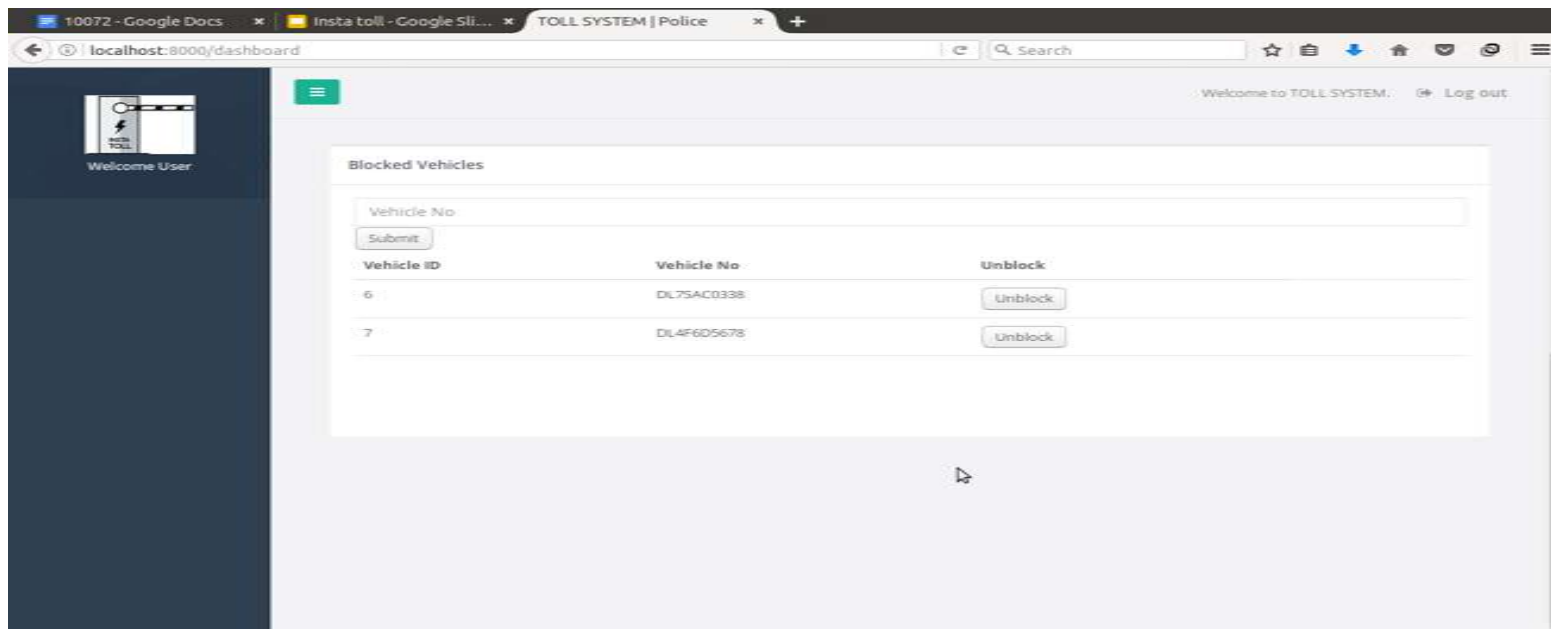 10072 - Google Docs
Insta toll - Google Sli...
TOLL SYSTEM | Police
localhost:8000/dashboard
Search
Welcome to TOLL SYSTEM.
Log out
INSTA
TOLL
Welcome User
Blocked Vehicles
Vehicle No
Submit
Vehicle ID Vehicle No Unblock
6 DL7SAC0338 Unblock
7 DL4F6D5678 Unblock